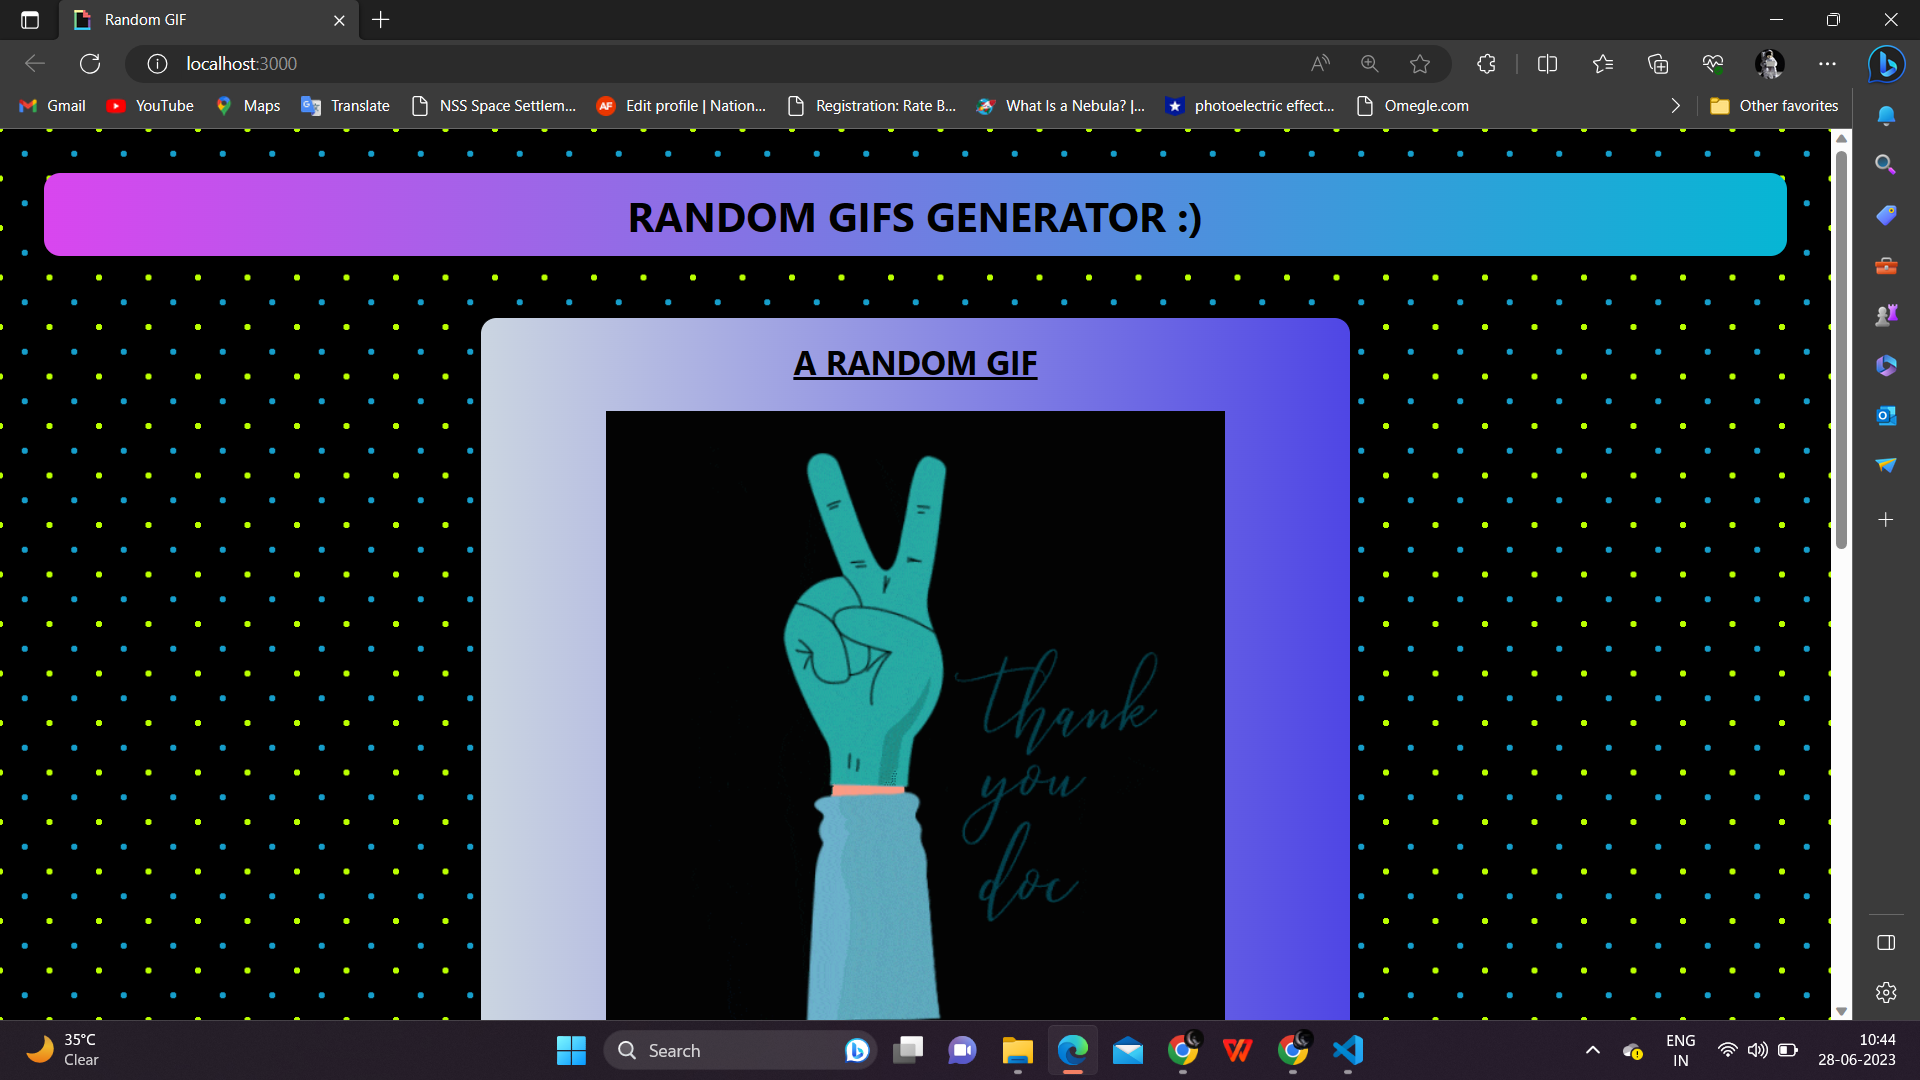 Random GIF
localhost:3000
Gmail
YouTube
Maps
Translate
NSS Space Settlem...
Edit profile | Nation...
Registration: Rate B...
What Is a Nebula? |...
photoelectric effect...
Omegle.com
Other favorites
RANDOM GIFS GENERATOR :)
A RANDOM GIF
thank
you
doc
35°C
Clear
Search
ENG
IN
10:44
28-06-2023